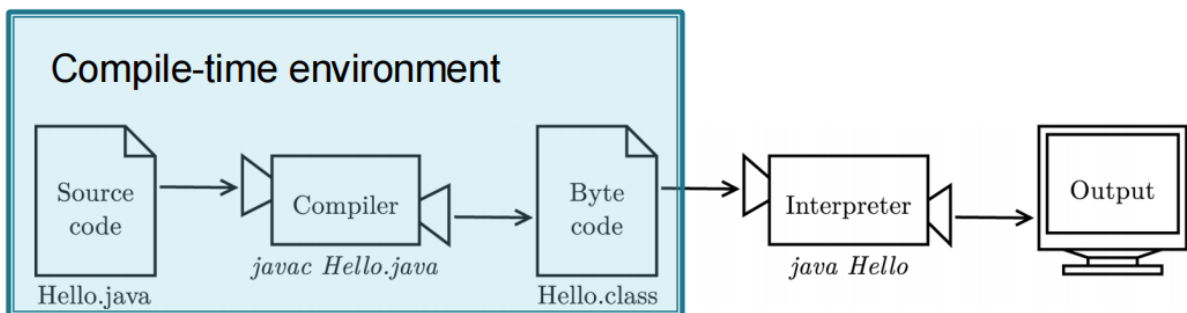 Compile-time environment
Source
code
Hello.java
Compiler
javac Hello.java
Byte
code
Hello.class
Interpreter
java Hello
Output